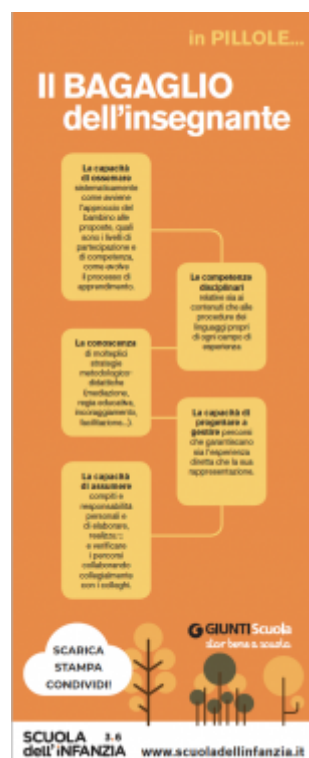 in PILLOLE...
Il BAGAGLIO
dell'insegnante
La capacità
di osservare
sistematicamente
come avviene
l'approccio del
bambino alle
proposte, quali
sono i livelli di
partecipazione e
di competenza,
come evolve
il processo di
apprendimento.
Le competenze
disciplinari
relative sia ai
contenuti che alle
procedure dei
linguaggi propri
di ogni campo di
esperienza
La conoscenza
di molteplici
strategie
metodologico-
didattiche
(mediazione,
regia educativa,
incoraggiamento,
facilitazione...).
La capacità di
progettare e
gestire percorsi
che garantiscano
sia l'esperienza
diretta che la sua
rappresentazione.
La capacità
di assumere
compiti e
responsabilità
personali e
di elaborare,
e verificare
i percorsi
collaborando
collegialmente
con i colleghi.
GIUNTI Scuola
star bene a scuola
SCARICA
STAMPA
CONDIVIDI!
SCUOLA 3.6
dell'iNFANZIA www.scuoladellinfanzia.it